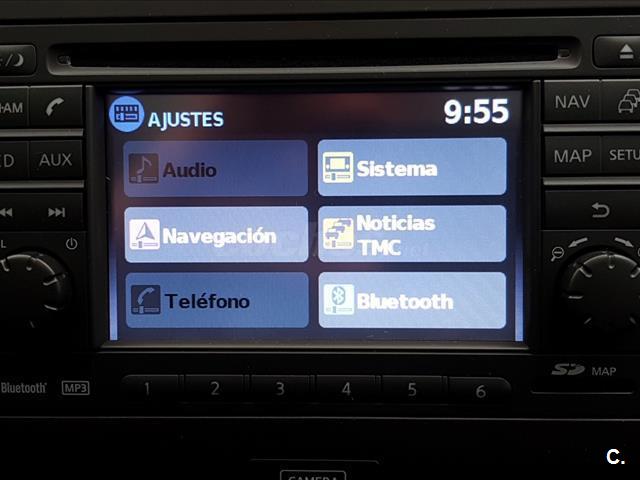 AJUSTES
9:55
Audio
Sistema
Navegación
Noticias
TMC
Teléfono
Bluetooth
AM
NAV
CD
AUX
MAP
SETU
Bluetooth
MP3
1
2
3
4
5
6
SD
MAP
CAMERA
C.